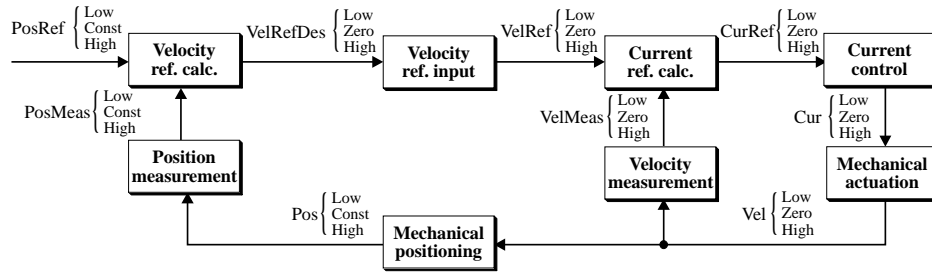 PosRef { Low
Const
High
Velocity
ref. calc.
VelRefDes { Low
Zero
High
Velocity
ref. input
VelRef { Low
Zero
High
Current
ref. calc.
CurRef { Low
Zero
High
Current
control
PosMeas { Low
Const
High
VelMeas { Low
Zero
High
Cur { Low
Zero
High
Position
measurement
Velocity
measurement
Mechanical
actuation
Pos { Low
Const
High
Mechanical
positioning
Vel { Low
Zero
High